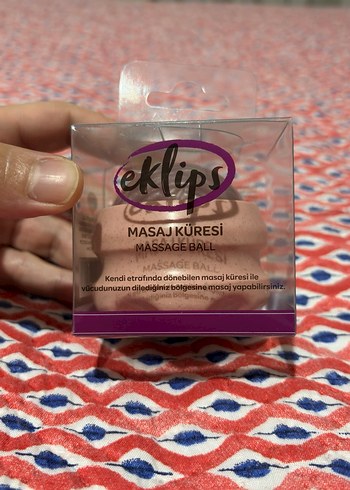 eklips
MASAJ KÜRESİ
MASSAGE BALL
Kendi etrafında dönebilen masaj küresi ile
vücudunuzun dilediğiniz bölgesine masaj yapabilirsiniz.